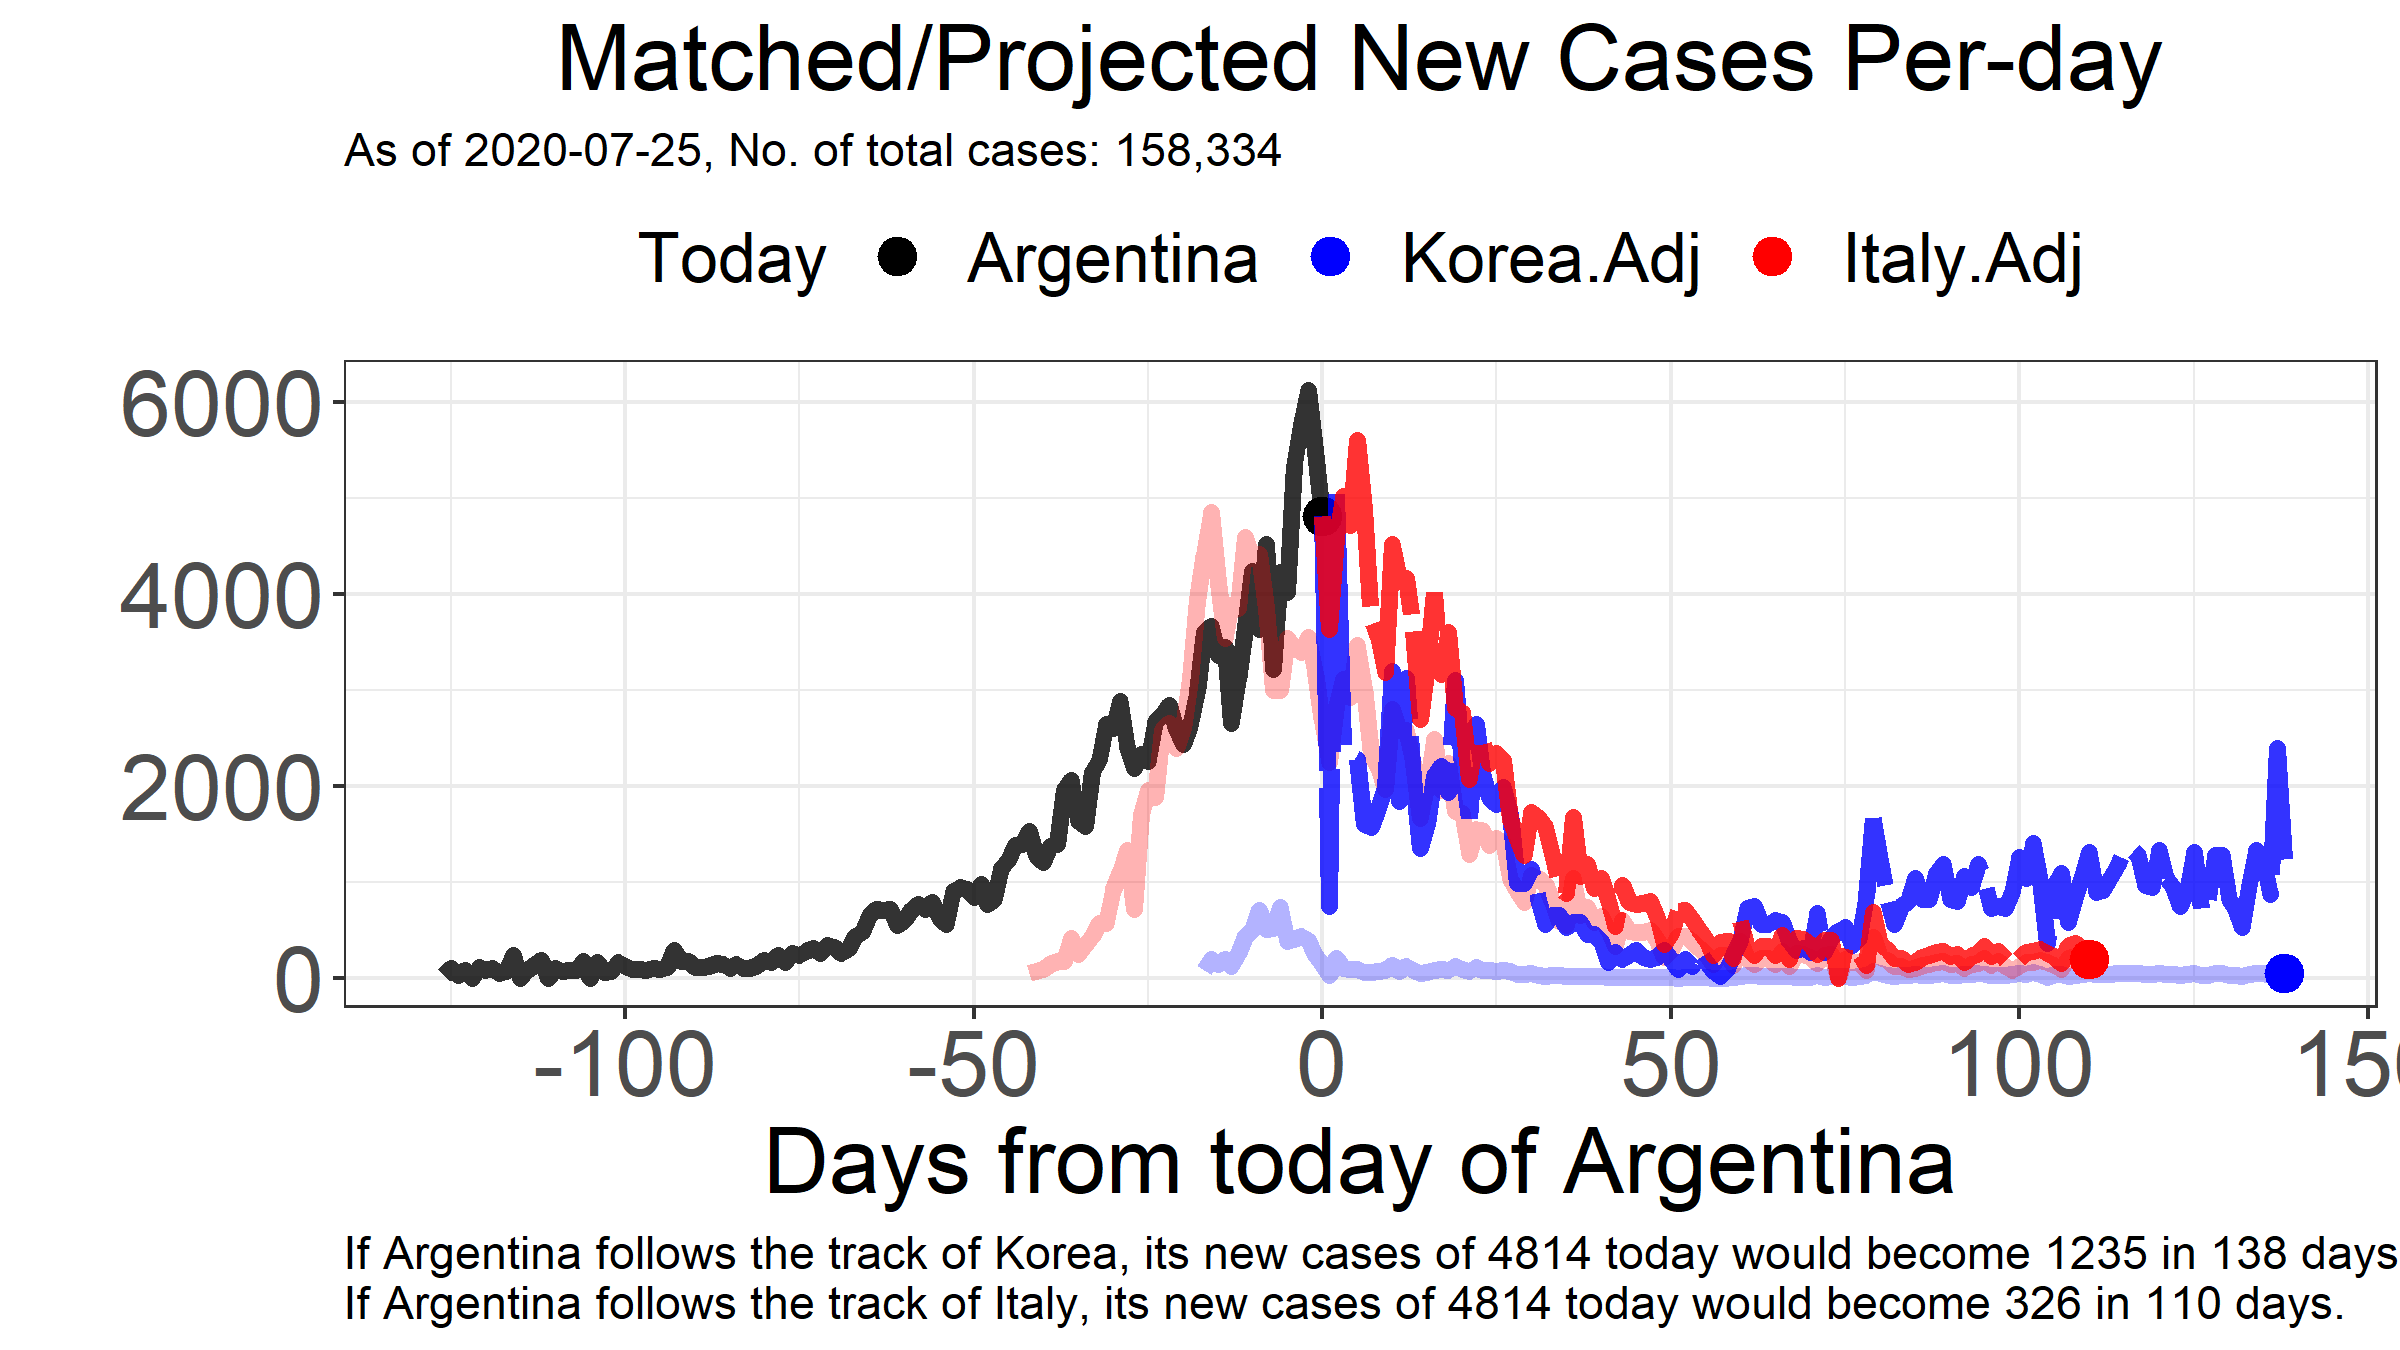 Matched/Projected New Cases Per-day
As of 2020-07-25, No. of total cases: 158,334
Today Argentina Korea.Adj Italy.Adj
6000
4000
2000
0
-100 -50 0 50 100 150
Days from today of Argentina
If Argentina follows the track of Korea, its new cases of 4814 today would become 1235 in 138 days
If Argentina follows the track of Italy, its new cases of 4814 today would become 326 in 110 days.